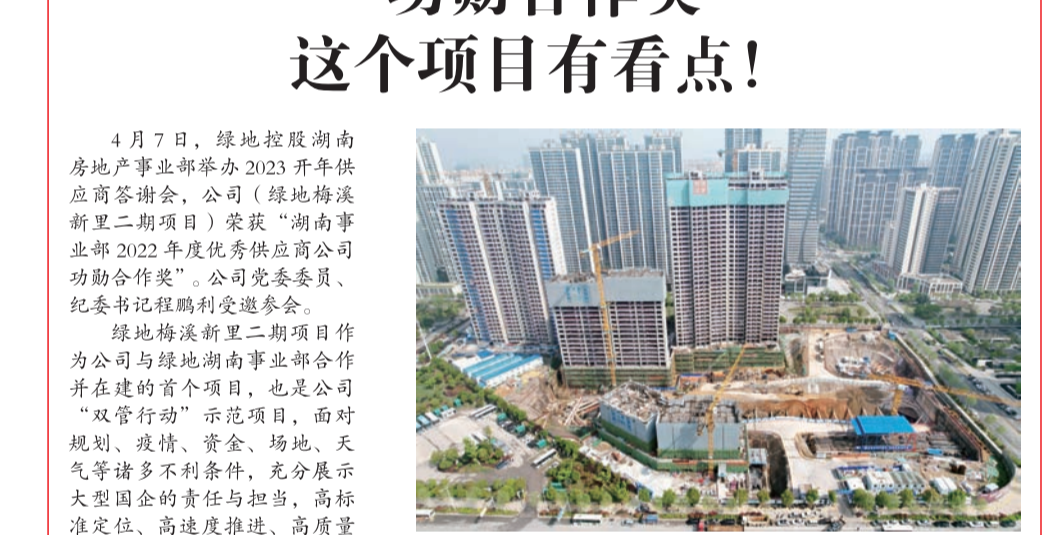 功勋合作奖
这个项目有看点！
4月7日，绿地控股湖南
房地产事业部举办2023开年供
应商答谢会，公司（绿地梅溪
新里二期项目）荣获“湖南事
业部2022年度优秀供应商公司
功勋合作奖”。公司党委委员、
纪委书记程鹏利受邀参会。
绿地梅溪新里二期项目作
为公司与绿地湖南事业部合作
并在建的首个项目，也是公司
“双管行动”示范项目，面对
规划、疫情、资金、场地、天
气等诸多不利条件，充分展示
大型国企的责任与担当，高标
准定位、高速度推进、高质量